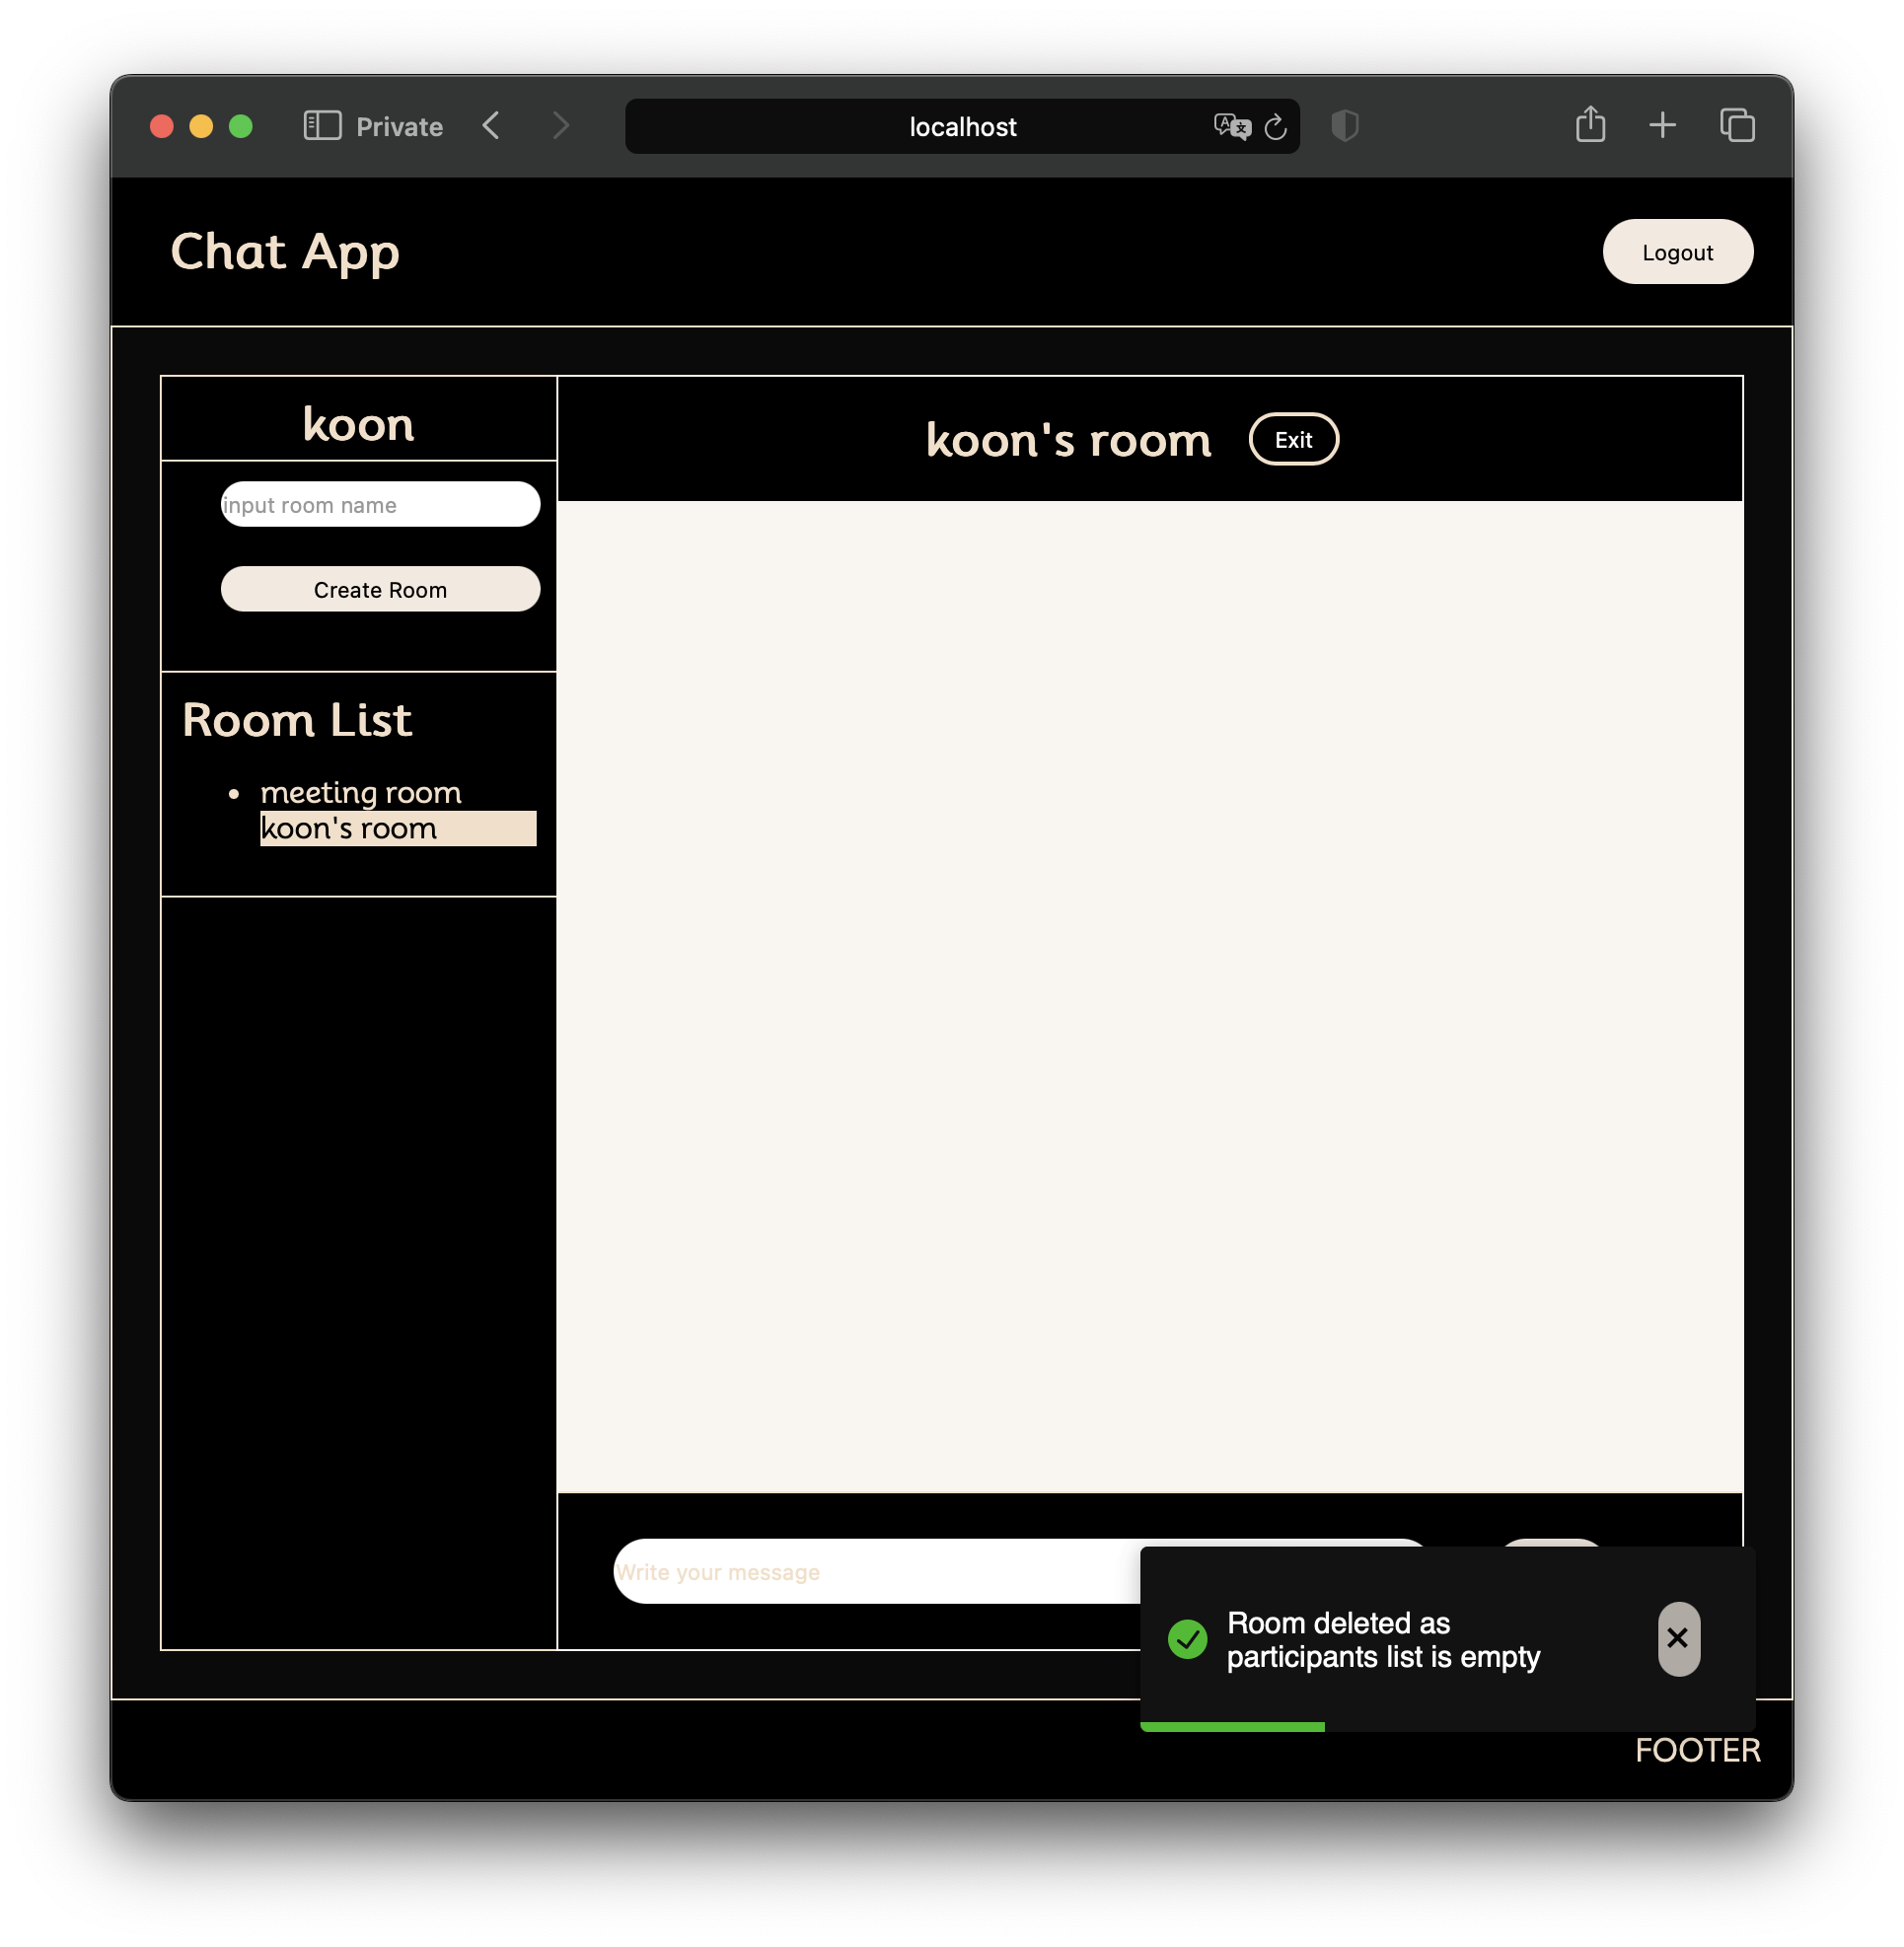 Private
localhost
Chat App
Logout
koon
koon's room
Exit
input room name
Create Room
Room List
meeting room
koon's room
Write your message
Room deleted as
participants list is empty
FOOTER